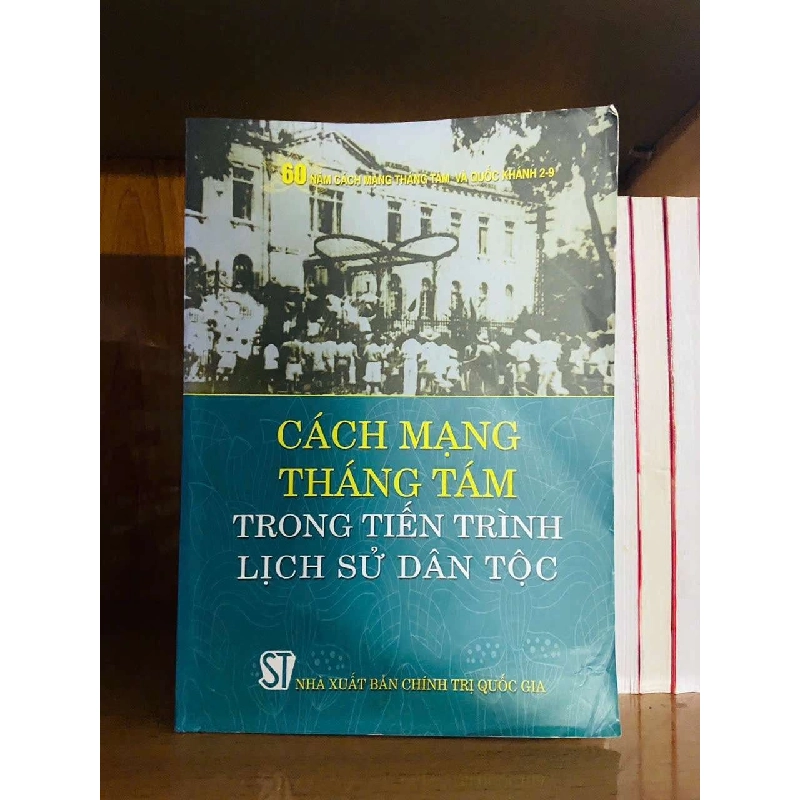 60 NĂM CÁCH MẠNG THÁNG TÁM VÀ QUỐC KHÁNH 2-9
CÁCH MẠNG
THÁNG TÁM
TRONG TIẾN TRÌNH
LỊCH SỬ DÂN TỘC
ST NHÀ XUẤT BẢN CHÍNH TRỊ QUỐC GIA